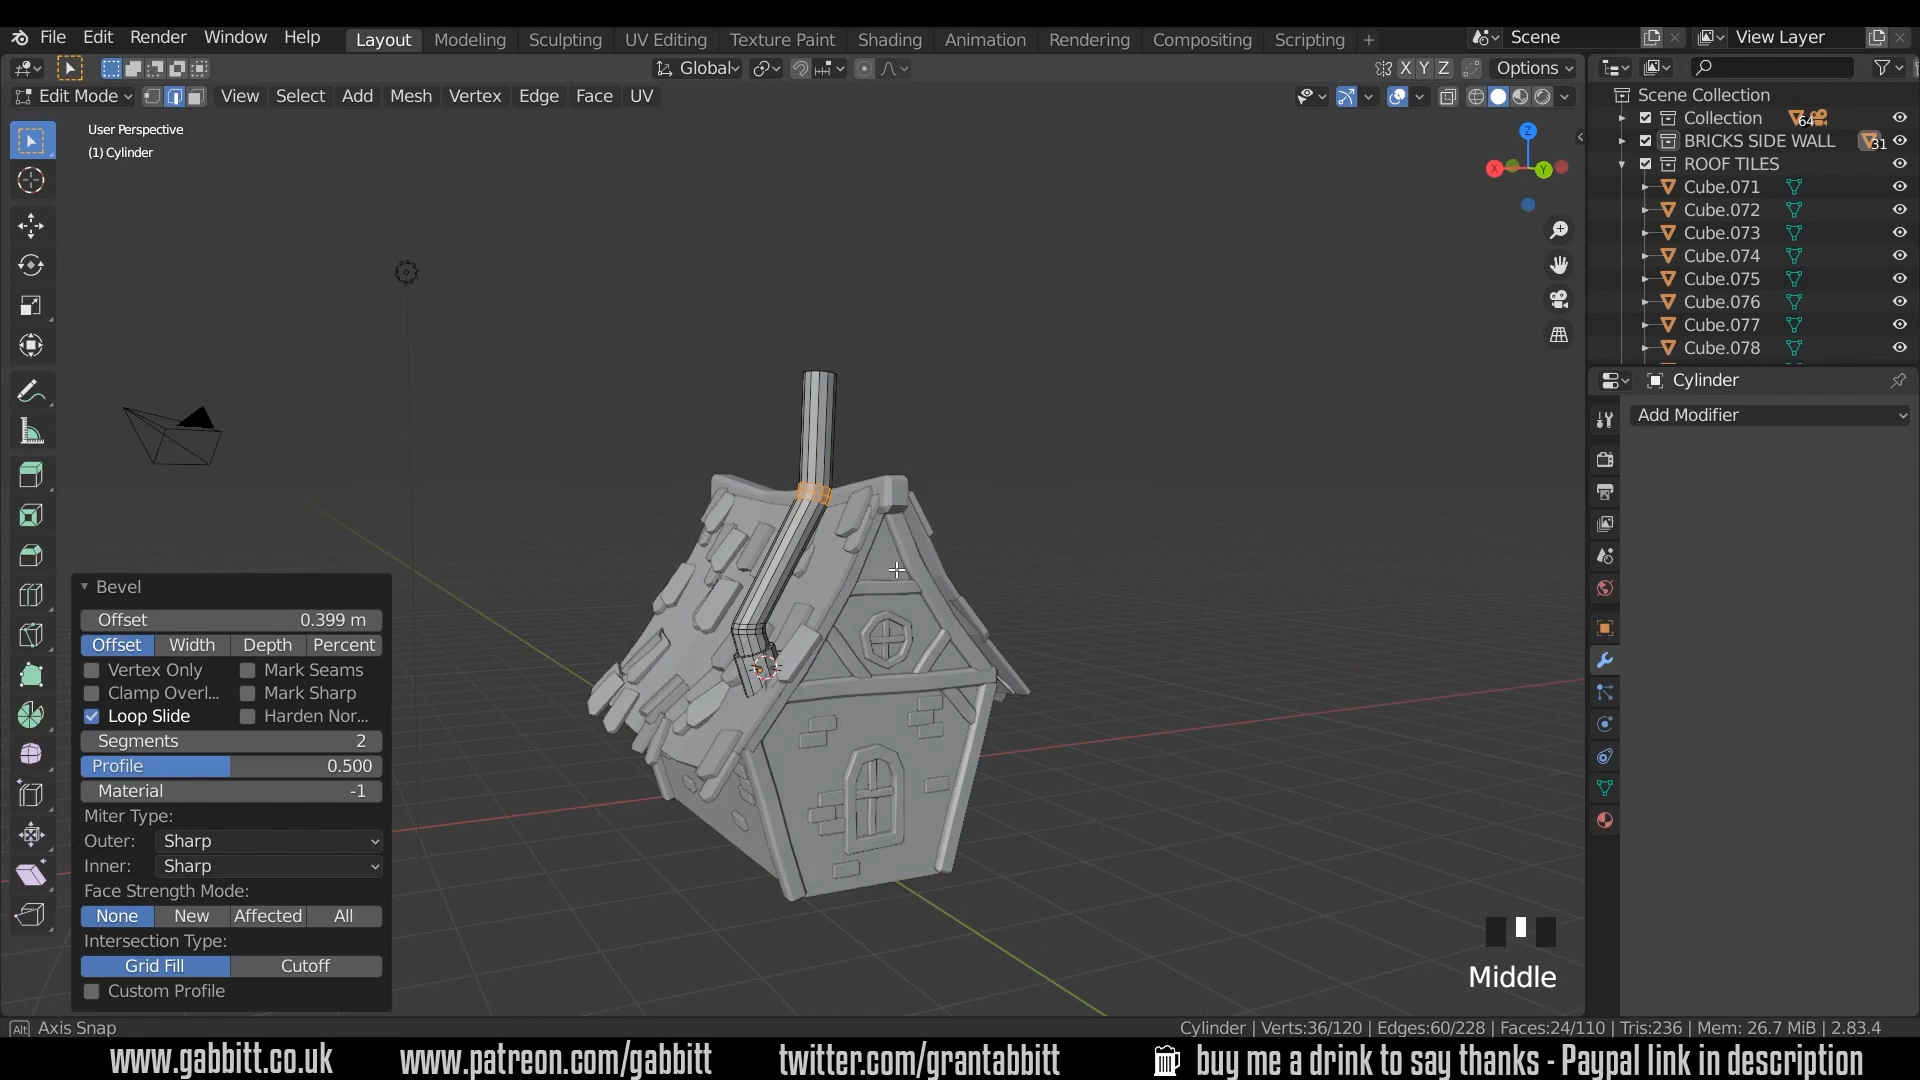 File Edit Render Window Help Layout Modeling Sculpting UV Editing Texture Paint Shading Animation Rendering Compositing Scripting + Scene View Layer
Global X Y Z Options
Edit Mode View Select Add Mesh Vertex Edge Face UV
User Perspective
(1) Cylinder
Z
X Y
Scene Collection
Collection 64
BRICKS SIDE WALL 31
ROOF TILES
Cube.071
Cube.072
Cube.073
Cube.074
Cube.075
Cube.076
Cube.077
Cube.078
Cylinder
Add Modifier
Bevel
Offset 0.399 m
Offset Width Depth Percent
Vertex Only Mark Seams
Clamp Overl... Mark Sharp
Loop Slide Harden Nor...
Segments 2
Profile 0.500
Material -1
Miter Type:
Outer: Sharp
Inner: Sharp
Face Strength Mode:
None New Affected All
Intersection Type:
Grid Fill Cutoff
Custom Profile
Middle
Alt Axis Snap
Cylinder | Verts:36/120 | Edges:60/228 | Faces:24/110 | Tris:236 | Mem: 26.7 MiB | 2.83.4
www.gabbitt.co.uk www.patreon.com/gabbitt twitter.com/grantabbitt buy me a drink to say thanks - Paypal link in description